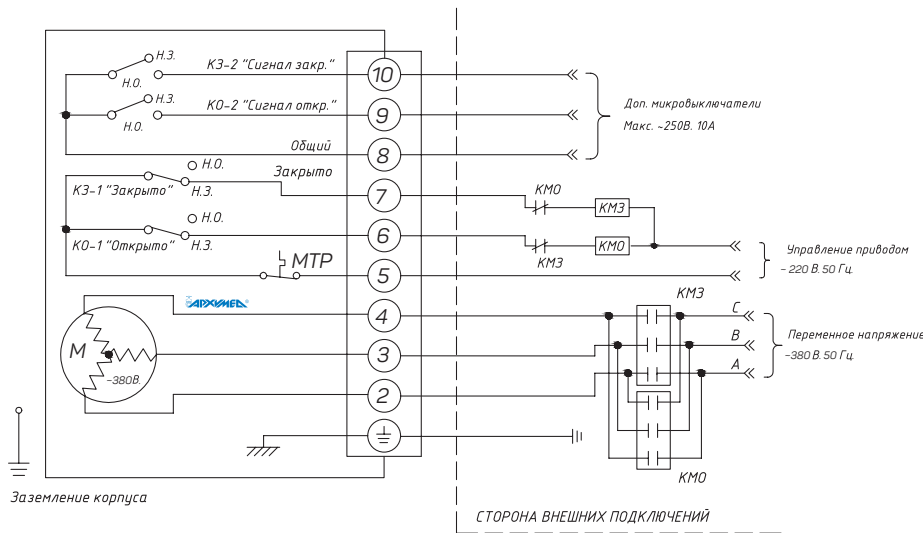 Н.З.
КЗ-2 "Сигнал закр."
10
Н.О.
Н.З.
КО-2 "Сигнал откр."
9
Н.О.
Доп. микровыключатели
Макс. ~250В. 10А
Общий
8
Н.О.
Закрыто
КЗ-1 "Закрыто"
Н.З.
7
КМО
КМЗ
Н.О.
КО-1 "Открыто"
Н.З.
6
КМЗ
КМО
Управление приводом
~220 В. 50 Гц.
МТР
5
АРХИМЕД
КМЗ
4
C
3
B
Переменное напряжение
~380 В. 50 Гц.
A
М
~380В.
2
КМО
Заземление корпуса
СТОРОНА ВНЕШНИХ ПОДКЛЮЧЕНИЙ